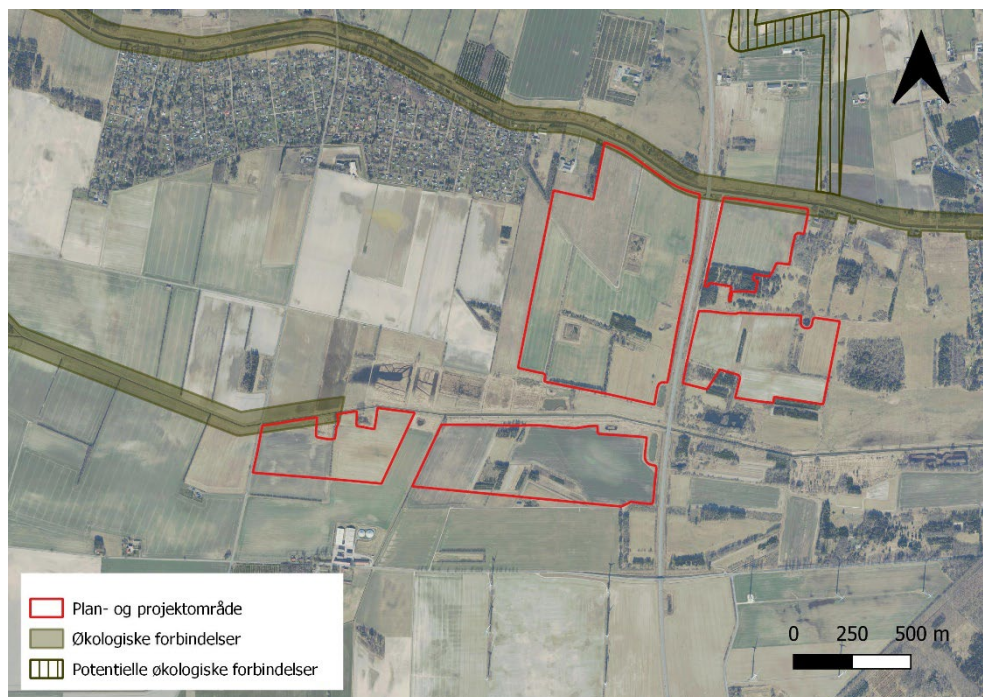 Plan- og projektområde
Økologiske forbindelser
Potentielle økologiske forbindelser
0 250 500 m